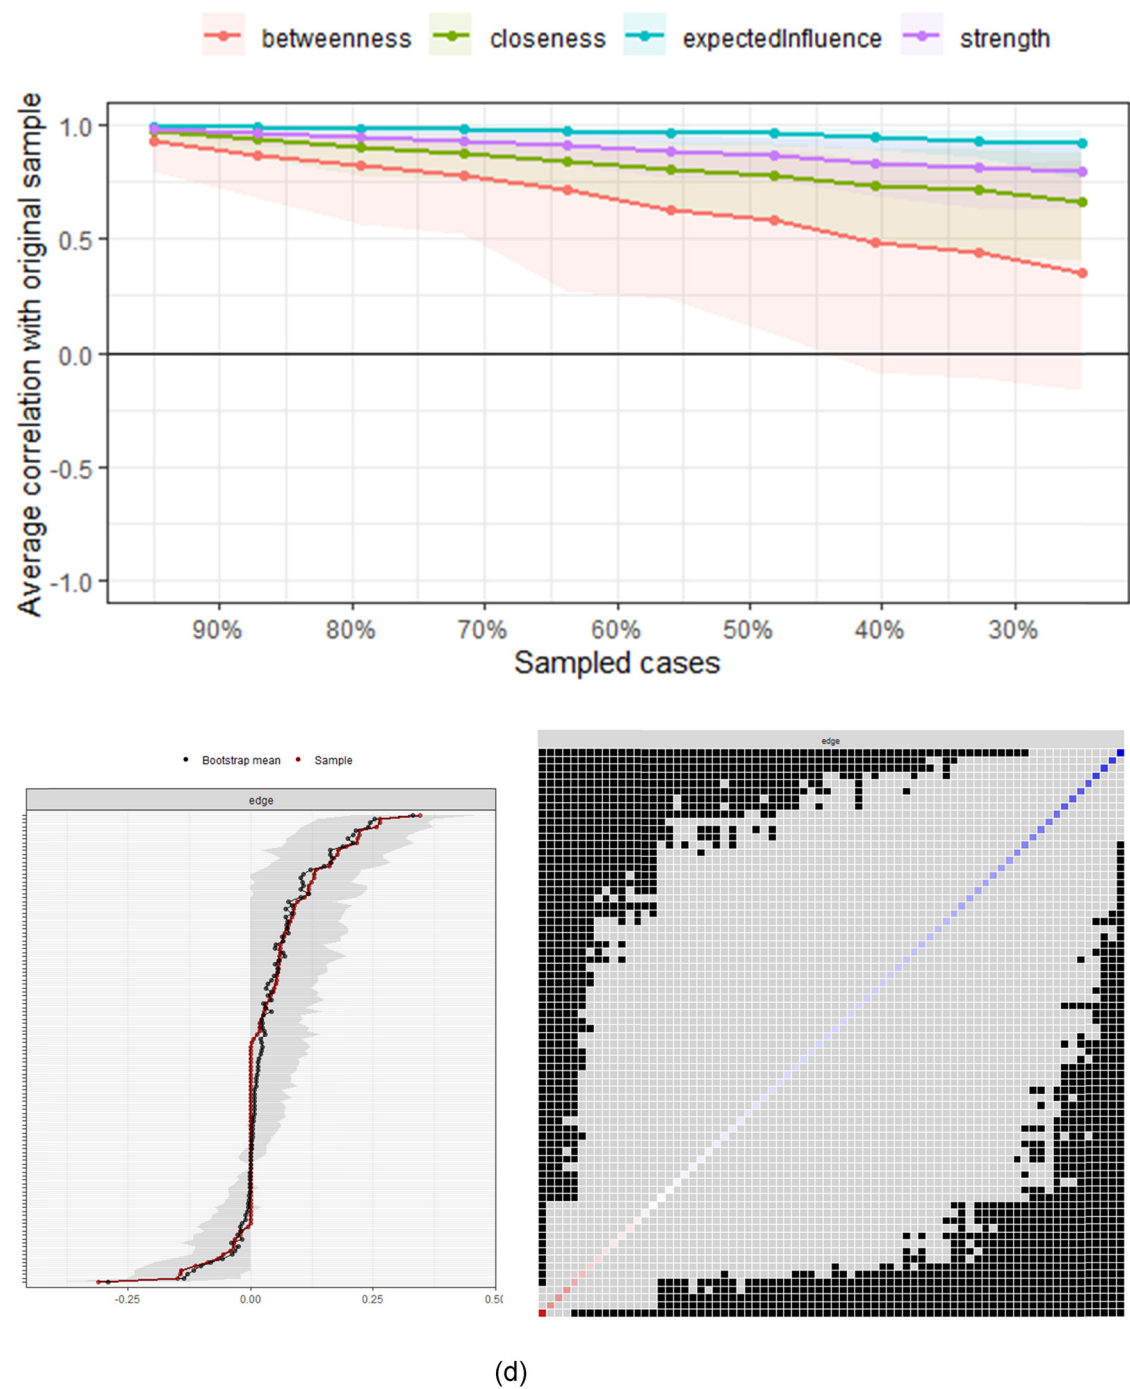 betweenness closeness expectedInfluence strength
Average correlation with original sample
1.0
0.5
0.0
-0.5
-1.0
90% 80% 70% 60% 50% 40% 30%
Sampled cases
Bootstrap mean Sample
edge
-0.25 0.00 0.25
edge
(d)